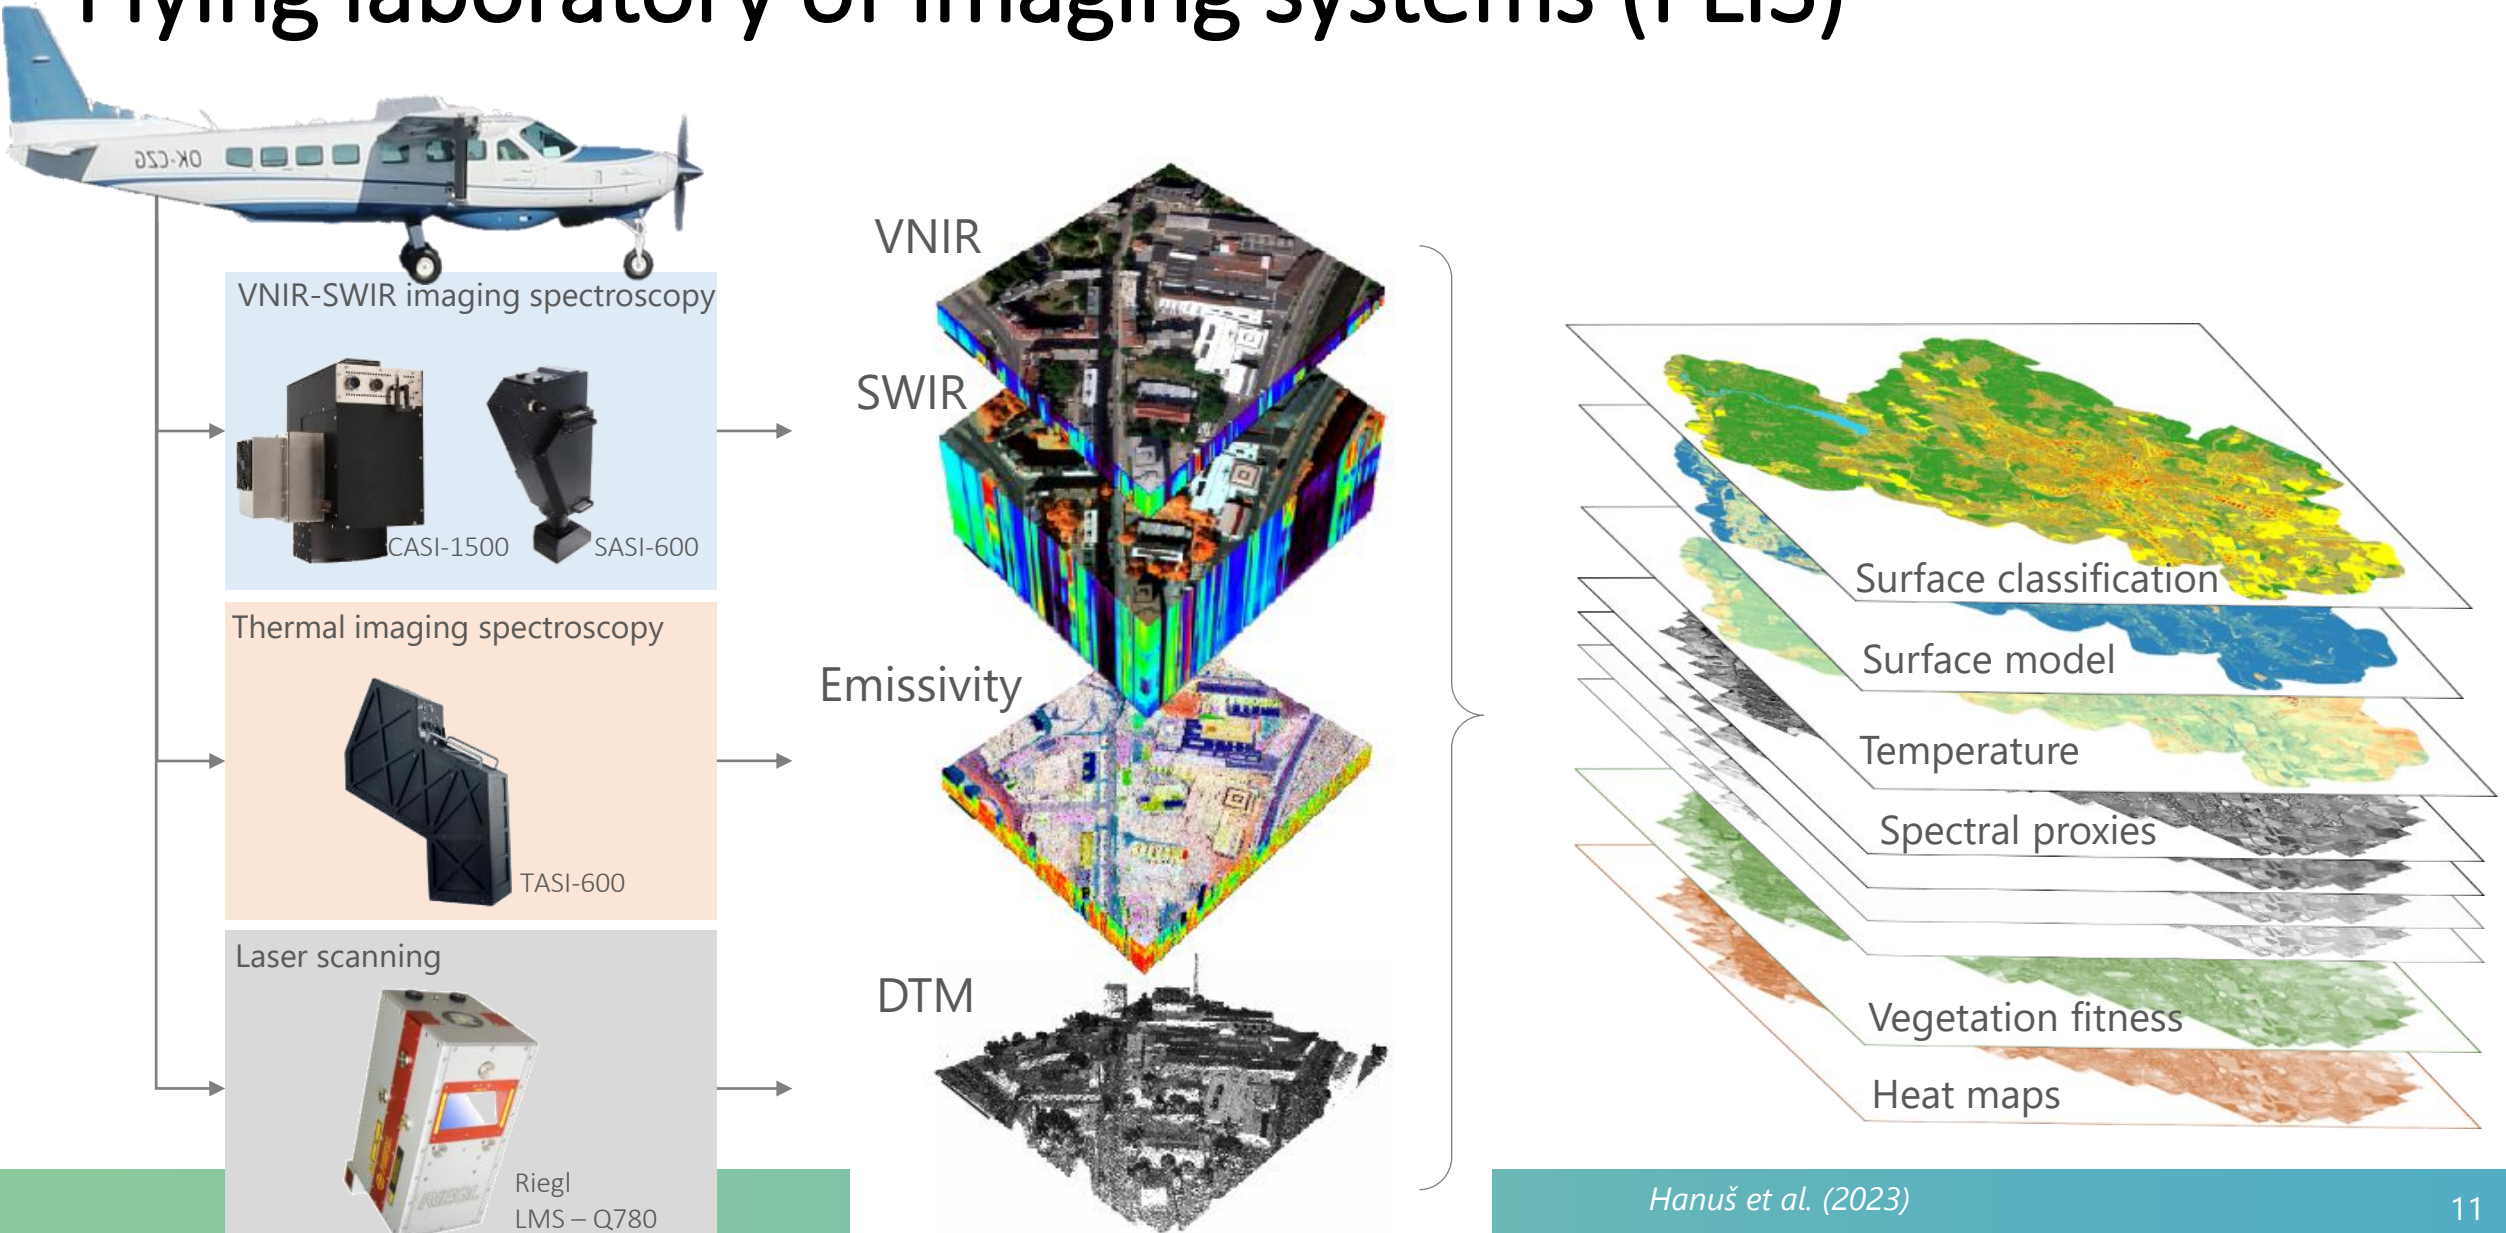 Flying laboratory of imaging systems (FLIS)
OK-CZG
VNIR-SWIR imaging spectroscopy
CASI-1500
SASI-600
Thermal imaging spectroscopy
TASI-600
Laser scanning
RIEGL
Riegl
LMS – Q780
VNIR
SWIR
Emissivity
DTM
Surface classification
Surface model
Temperature
Spectral proxies
Vegetation fitness
Heat maps
Hanuš et al. (2023)
11